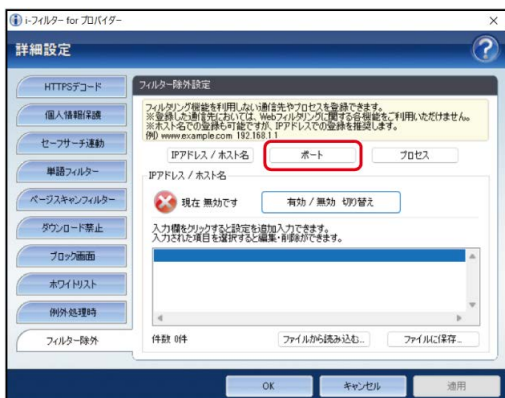 i-フィルター for プロバイダー
詳細設定
?
HTTPSデコード
個人情報保護
セーフサーチ連動
単語フィルター
ページスキャンフィルター
ダウンロード禁止
ブロック画面
ホワイトリスト
例外処理時
フィルター除外
フィルター除外設定
フィルタリング機能を利用しない通信先やプロセスを登録できます。
※登録した通信先においては、Webフィルタリングに関する各機能をご利用いただけません。
※ホスト名での登録も可能ですが、IPアドレスでの登録を推奨します。
例) www.example.com 192.168.1.1
IPアドレス / ホスト名 ポート プロセス
IPアドレス / ホスト名
現在 無効です 有効 / 無効 切り替え
入力欄をクリックすると設定を追加入力できます。
入力された項目を選択すると編集・削除ができます。
件数 0件 ファイルから読み込む... ファイルに保存...
OK キャンセル 適用